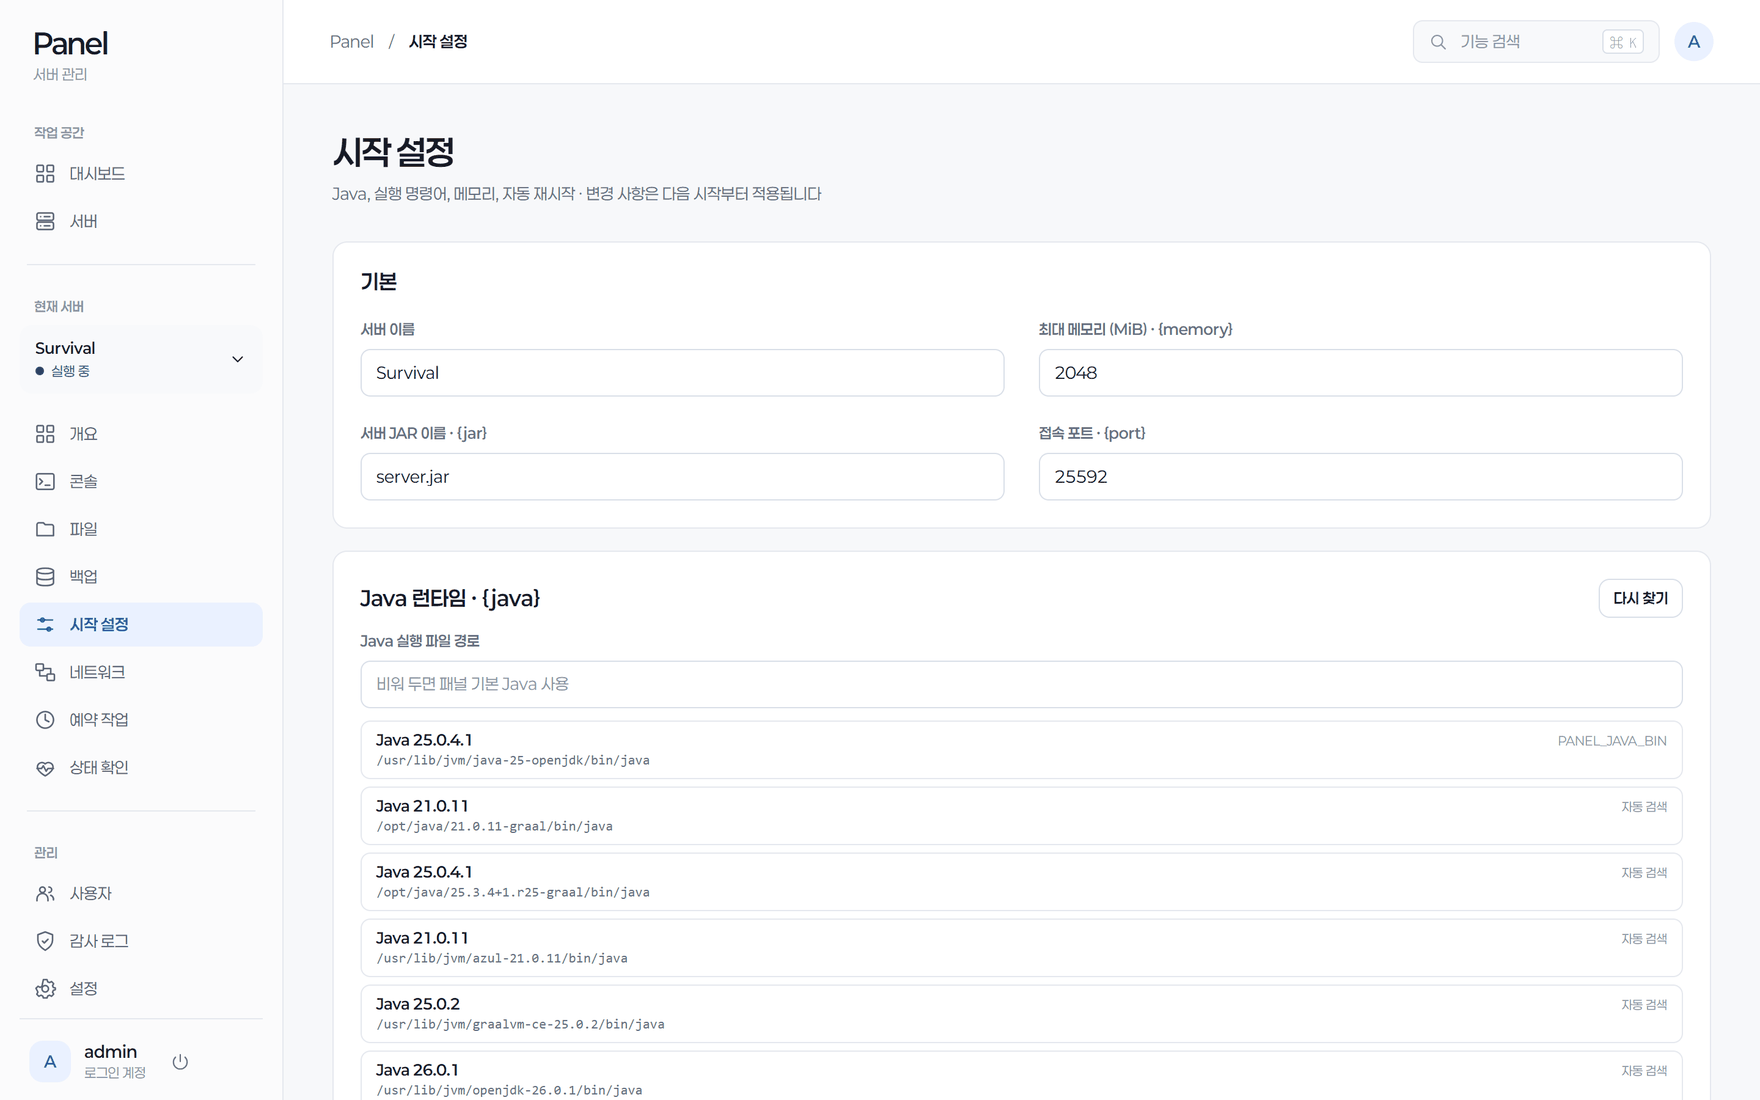 Panel
서버 관리
작업 공간
대시보드
서버
현재 서버
Survival
실행 중
개요
콘솔
파일
백업
시작 설정
네트워크
예약 작업
상태 확인
관리
사용자
감사 로그
설정
A
admin
로그인 계정
Panel / 시작 설정
기능 검색
⌘ K
A
시작 설정
Java, 실행 명령어, 메모리, 자동 재시작 · 변경 사항은 다음 시작부터 적용됩니다
기본
서버 이름
Survival
최대 메모리 (MiB) · {memory}
2048
서버 JAR 이름 · {jar}
server.jar
접속 포트 · {port}
25592
Java 런타임 · {java}
다시 찾기
Java 실행 파일 경로
비워 두면 패널 기본 Java 사용
Java 25.0.4.1
PANEL_JAVA_BIN
/usr/lib/jvm/java-25-openjdk/bin/java
Java 21.0.11
자동 검색
/opt/java/21.0.11-graal/bin/java
Java 25.0.4.1
자동 검색
/opt/java/25.3.4+1.r25-graal/bin/java
Java 21.0.11
자동 검색
/usr/lib/jvm/azul-21.0.11/bin/java
Java 25.0.2
자동 검색
/usr/lib/jvm/graalvm-ce-25.0.2/bin/java
Java 26.0.1
자동 검색
/usr/lib/jvm/openjdk-26.0.1/bin/java